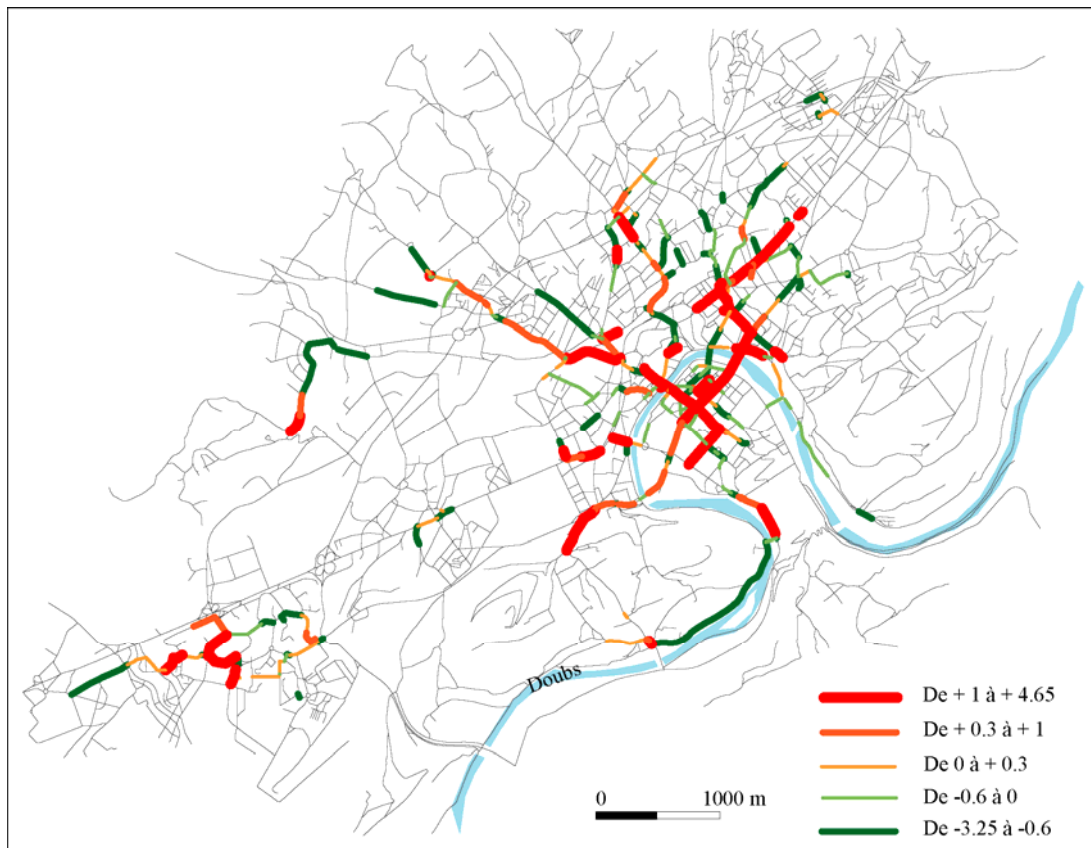 Doubs
De + 1 à + 4.65
De + 0.3 à + 1
De 0 à + 0.3
De -0.6 à 0
De -3.25 à -0.6
0 1000 m